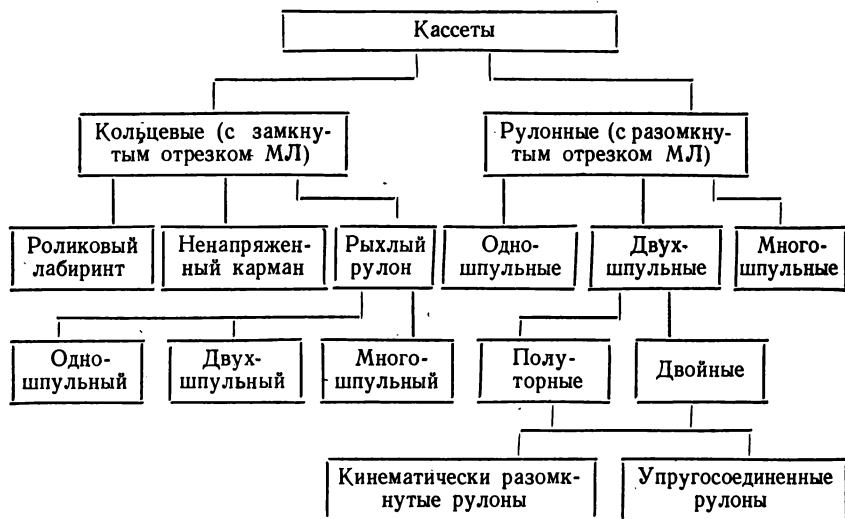 Кассеты
Кольцевые (с замкну-
тым отрезком МЛ)
Рулонные (с разомкну-
тым отрезком МЛ)
Роликовый
лабиринт
Ненапряжен-
ный карман
Рыхлый
рулон
Одно-
шпульные
Двух-
шпульные
Много-
шпульные
Одно-
шпульный
Двух-
шпульный
Много-
шпульный
Полу-
торные
Двойные
Кинематически разомк-
нутые рулоны
Упругосоединенные
рулоны